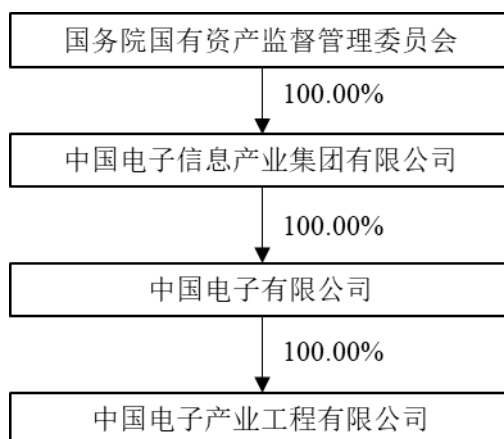 国务院国有资产监督管理委员会
100.00%
中国电子信息产业集团有限公司
100.00%
中国电子有限公司
100.00%
中国电子产业工程有限公司